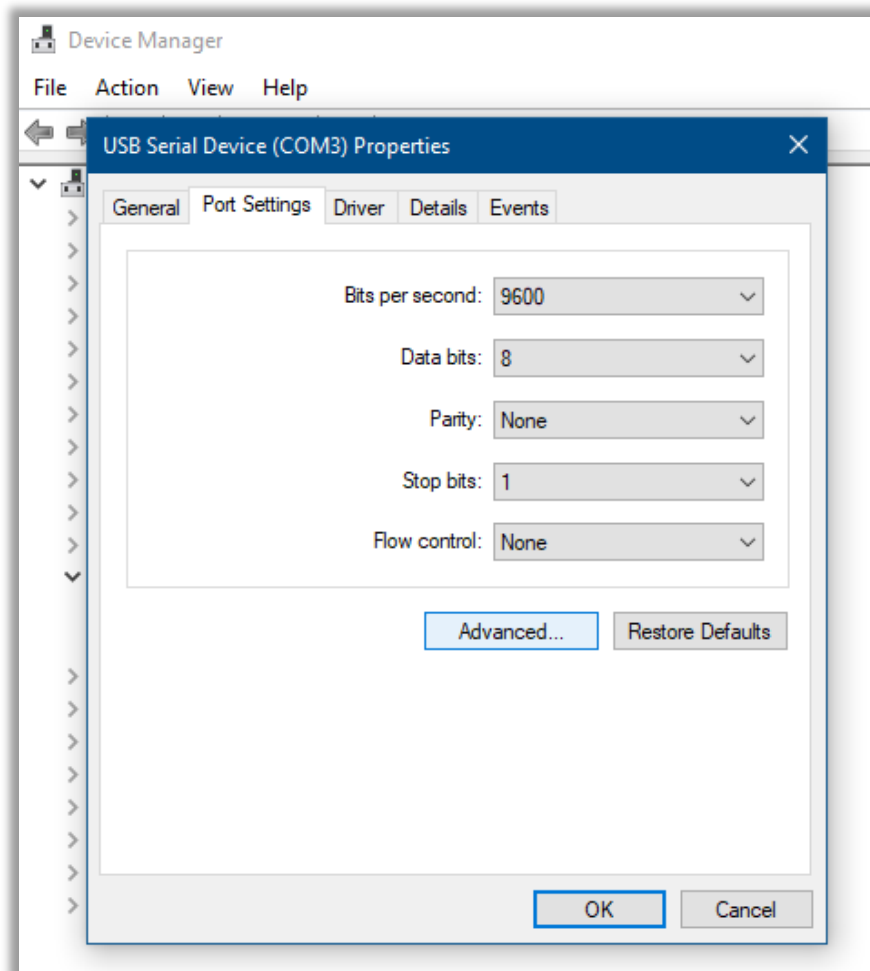 Device Manager
File Action View Help
USB Serial Device (COM3) Properties
General Port Settings Driver Details Events
Bits per second: 9600
Data bits: 8
Parity: None
Stop bits: 1
Flow control: None
Advanced... Restore Defaults
OK Cancel